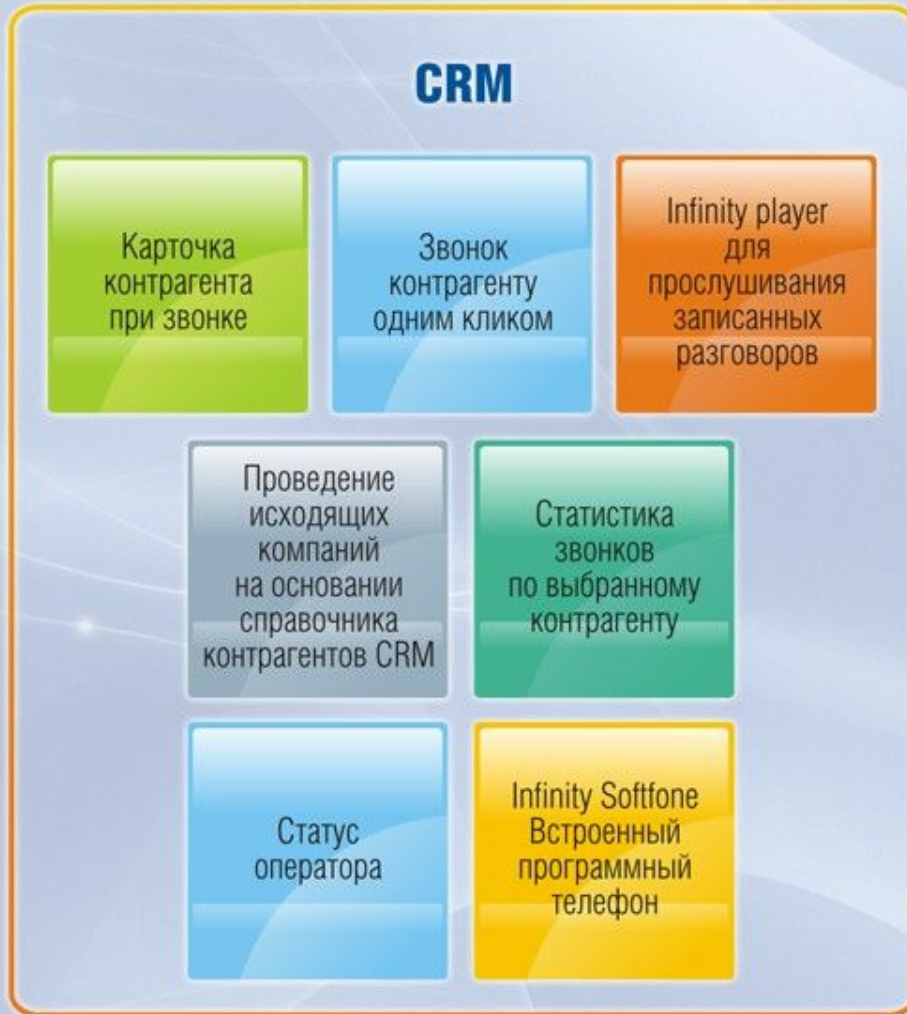 CRM
Карточка
контрагента
при звонке
Звонок
контрагенту
одним кликом
Infinity player
для
прослушивания
записанных
разговоров
Проведение
исходящих
компаний
на основании
справочника
контрагентов CRM
Статистика
звонков
по выбранному
контрагенту
Статус
оператора
Infinity Softfone
Встроенный
программный
телефон